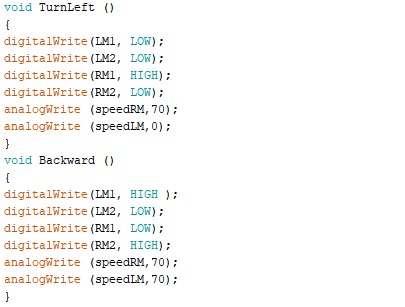 void TurnLeft ()
{
digitalWrite(LM1, LOW);
digitalWrite(LM2, LOW);
digitalWrite(RM1, HIGH);
digitalWrite(RM2, LOW);
analogWrite (speedRM,70);
analogWrite (speedLM,0);
}
void Backward ()
{
digitalWrite(LM1, HIGH );
digitalWrite(LM2, LOW);
digitalWrite(RM1, LOW);
digitalWrite(RM2, HIGH);
analogWrite (speedRM,70);
analogWrite (speedLM,70);
}